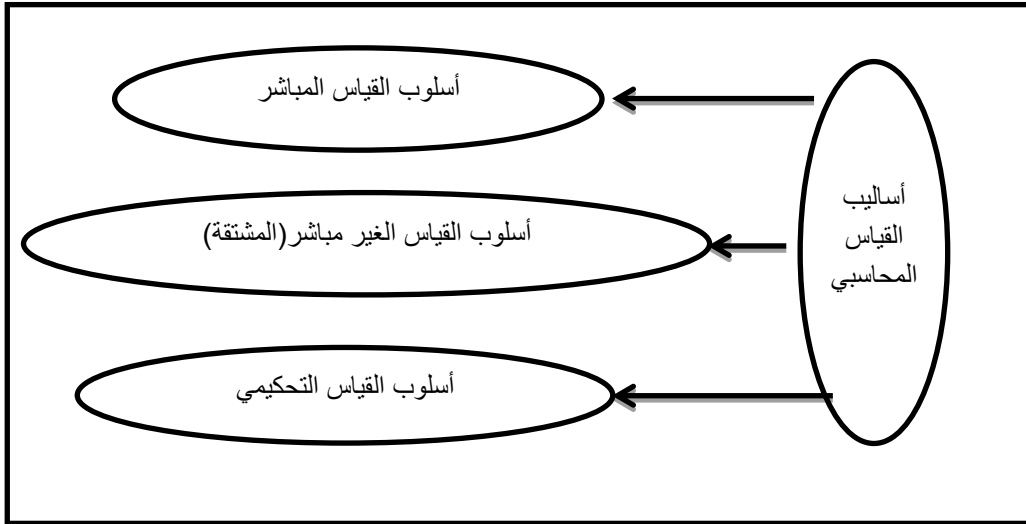 أساليب
القياس
المحاسبي
أسلوب القياس المباشر
أسلوب القياس الغير مباشر(المشتقة)
أسلوب القياس التحكيمي